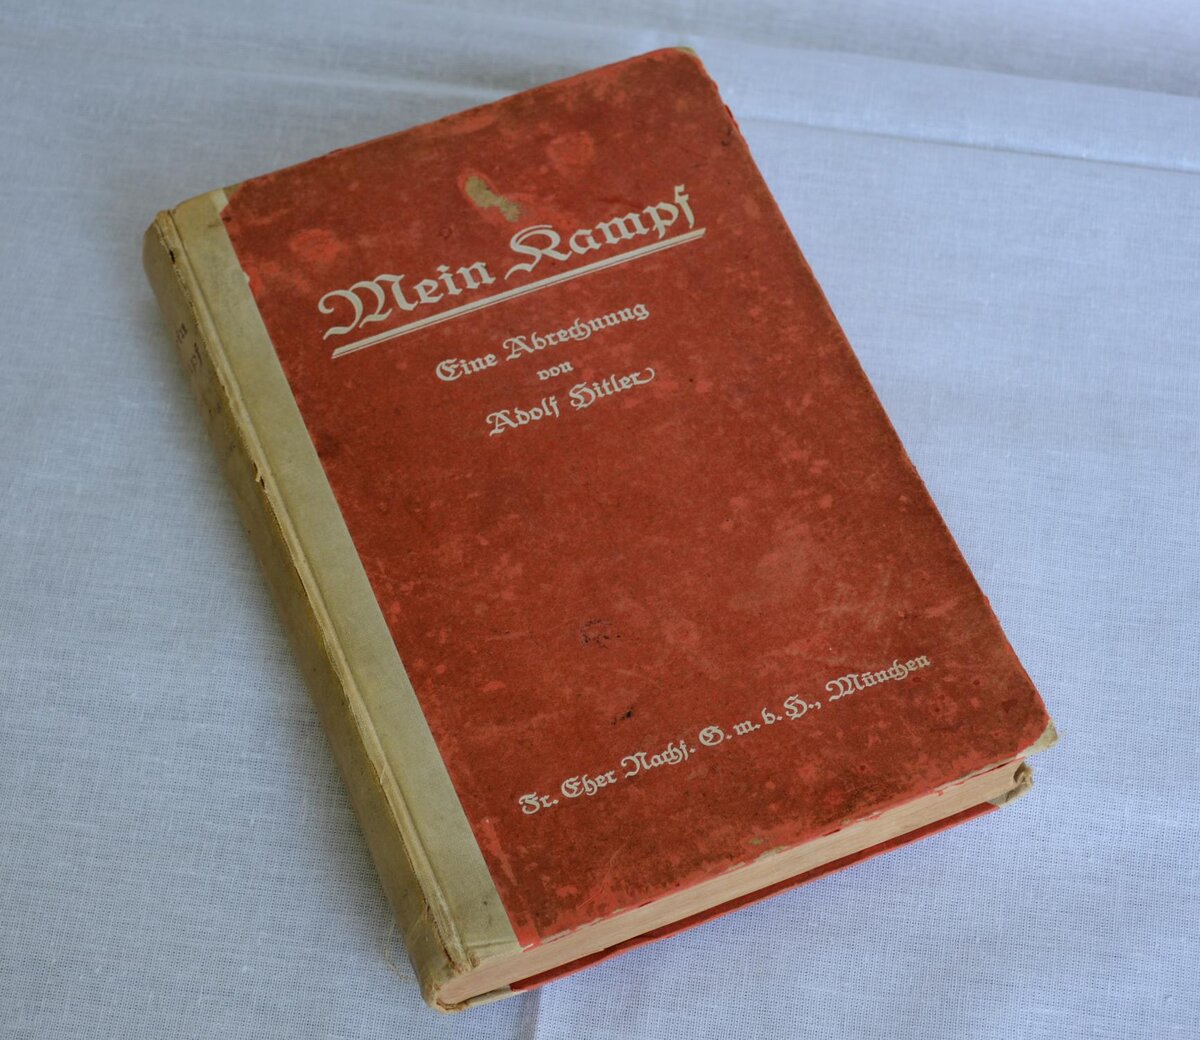 Mein Kampf
Eine Abrechnung
von
Adolf Hitler
Fr. Eher Nachf. G. m. b. H., München